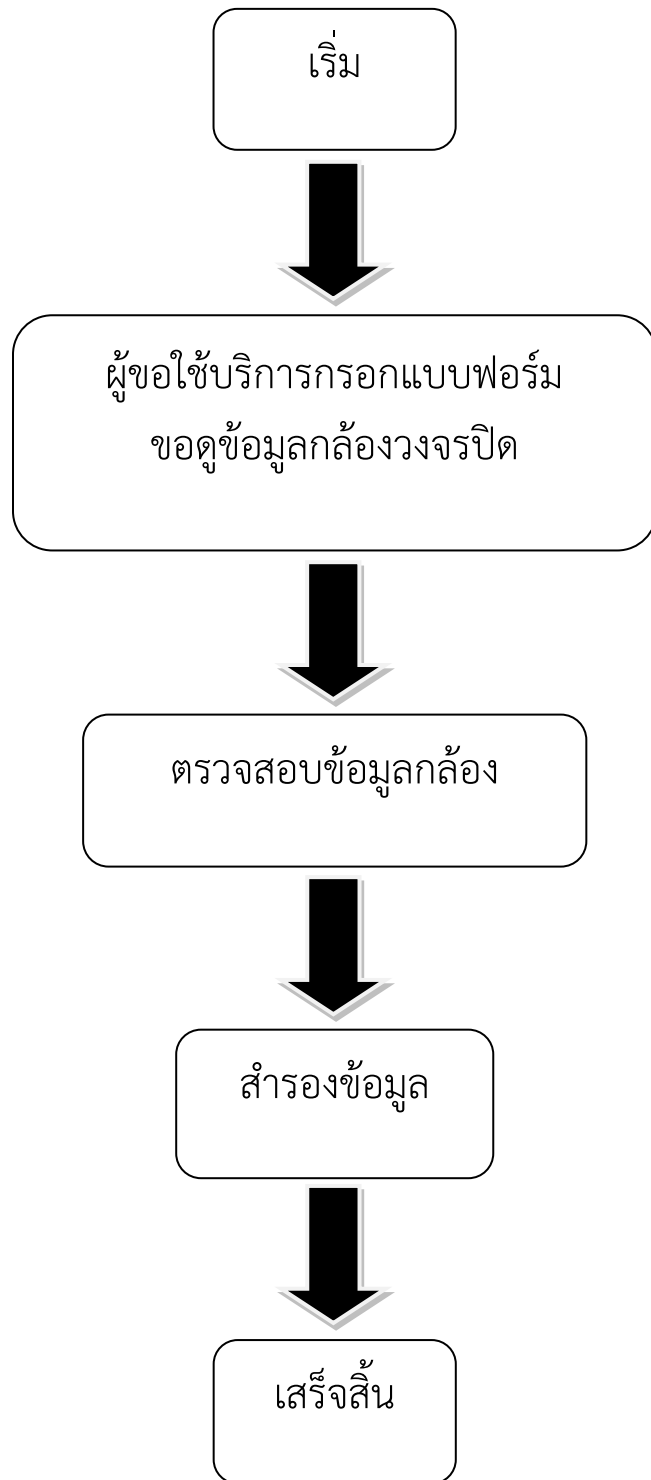 เริ่ม
ผู้ขอใช้บริการกรอกแบบฟอร์ม
ขอดูข้อมูลกล้องวงจรปิด
ตรวจสอบข้อมูลกล้อง
สำรองข้อมูล
เสร็จสิ้น